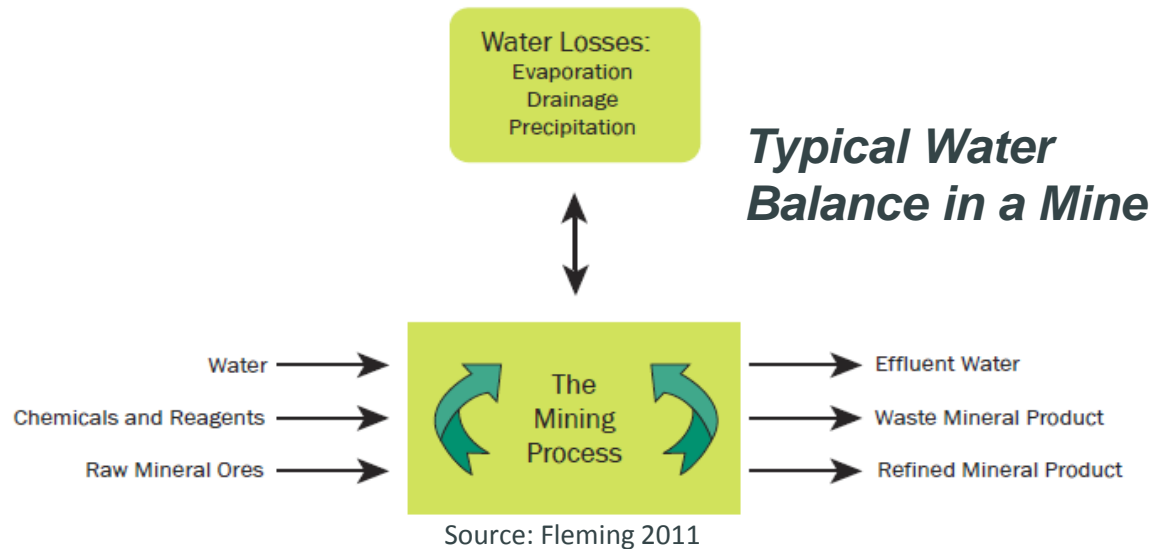 Water Losses:
Evaporation
Drainage
Precipitation
Typical Water
Balance in a Mine
Water
Chemicals and Reagents
Raw Mineral Ores
The
Mining
Process
Effluent Water
Waste Mineral Product
Refined Mineral Product
Source: Fleming 2011